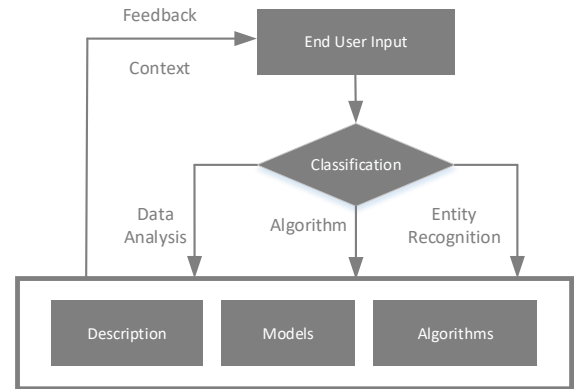 Feedback
End User Input
Context
Classification
Data
Analysis
Algorithm
Entity
Recognition
Description
Models
Algorithms